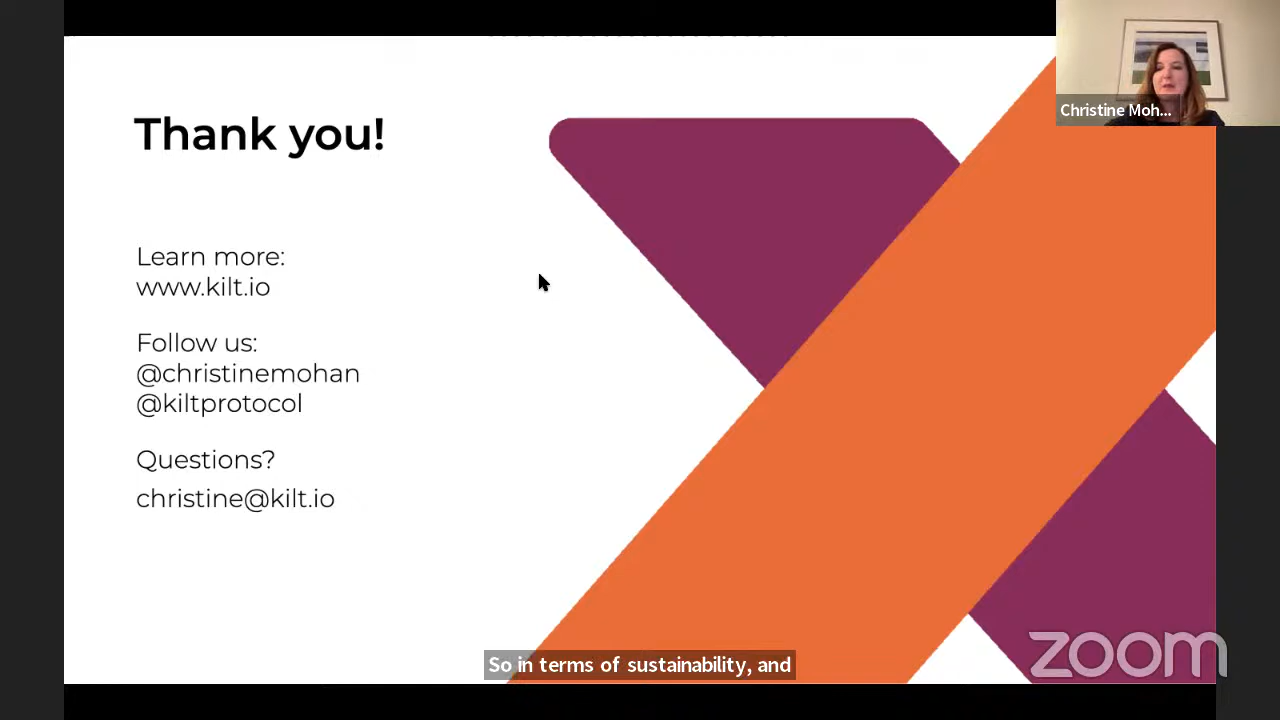 Thank you!
Learn more:
www.kilt.io
Follow us:
@christinemohan
@kiltprotocol
Questions?
christine@kilt.io
Christine Moh...
So in terms of sustainability, and
zoom